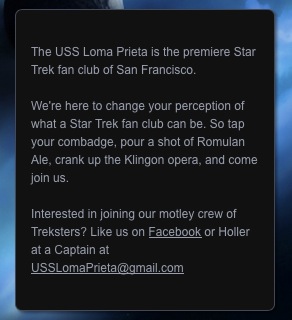 The USS Loma Prieta is the premiere Star
Trek fan club of San Francisco.
We're here to change your perception of
what a Star Trek fan club can be. So tap
your combadge, pour a shot of Romulan
Ale, crank up the Klingon opera, and come
join us.
Interested in joining our motley crew of
Treksters? Like us on Facebook or Holler
at a Captain at
USSLomaPrieta@gmail.com